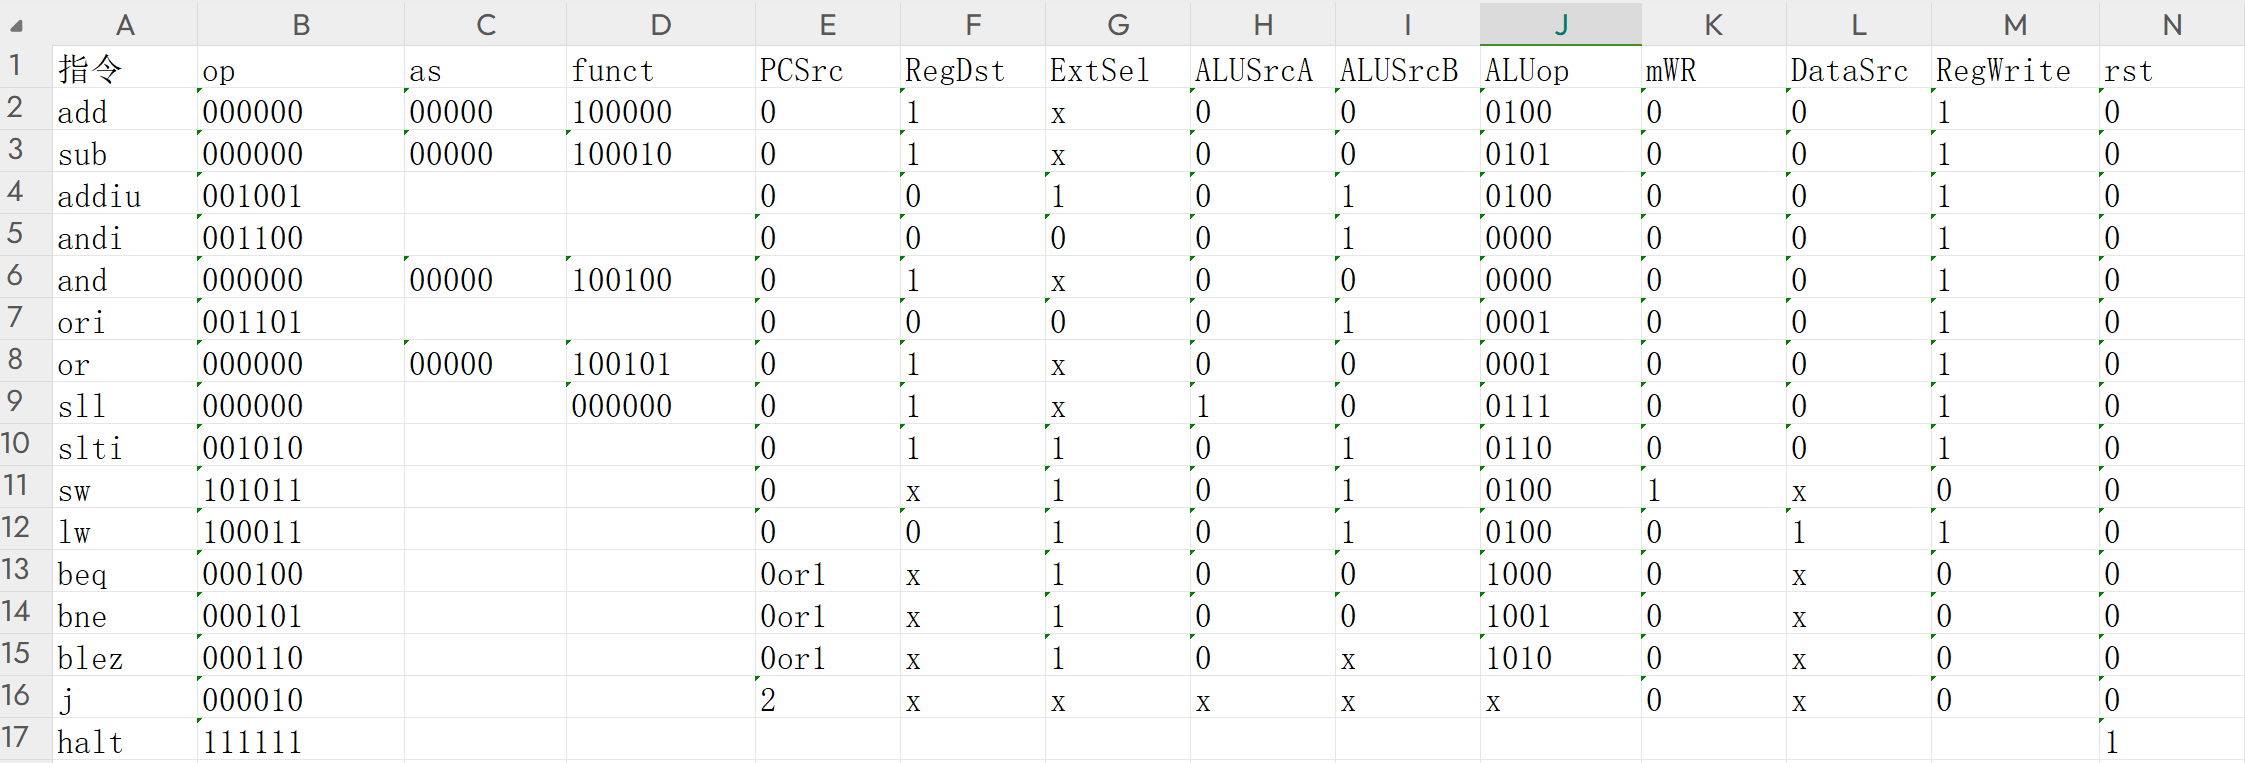 A B C D E F G H I J K L M N
1 指令 op as funct PCSrc RegDst ExtSel ALUSrcA ALUSrcB ALUop mWR DataSrc RegWrite rst
2 add 000000 00000 100000 0 1 x 0 0 0100 0 0 1 0
3 sub 000000 00000 100010 0 1 x 0 0 0101 0 0 1 0
4 addiu 001001 0 0 1 0 1 0100 0 0 1 0
5 andi 001100 0 0 0 0 1 0000 0 0 1 0
6 and 000000 00000 100100 0 1 x 0 0 0000 0 0 1 0
7 ori 001101 0 0 0 0 1 0001 0 0 1 0
8 or 000000 00000 100101 0 1 x 0 0 0001 0 0 1 0
9 sll 000000 000000 0 1 x 1 0 0111 0 0 1 0
10 slti 001010 0 1 1 0 1 0110 0 0 1 0
11 sw 101011 0 x 1 0 1 0100 1 x 0 0
12 lw 100011 0 0 1 0 1 0100 0 1 1 0
13 beq 000100 0or1 x 1 0 0 1000 0 x 0 0
14 bne 000101 0or1 x 1 0 0 1001 0 x 0 0
15 blez 000110 0or1 x 1 0 x 1010 0 x 0 0
16 j 000010 2 x x x x x 0 x 0 0
17 halt 111111 1